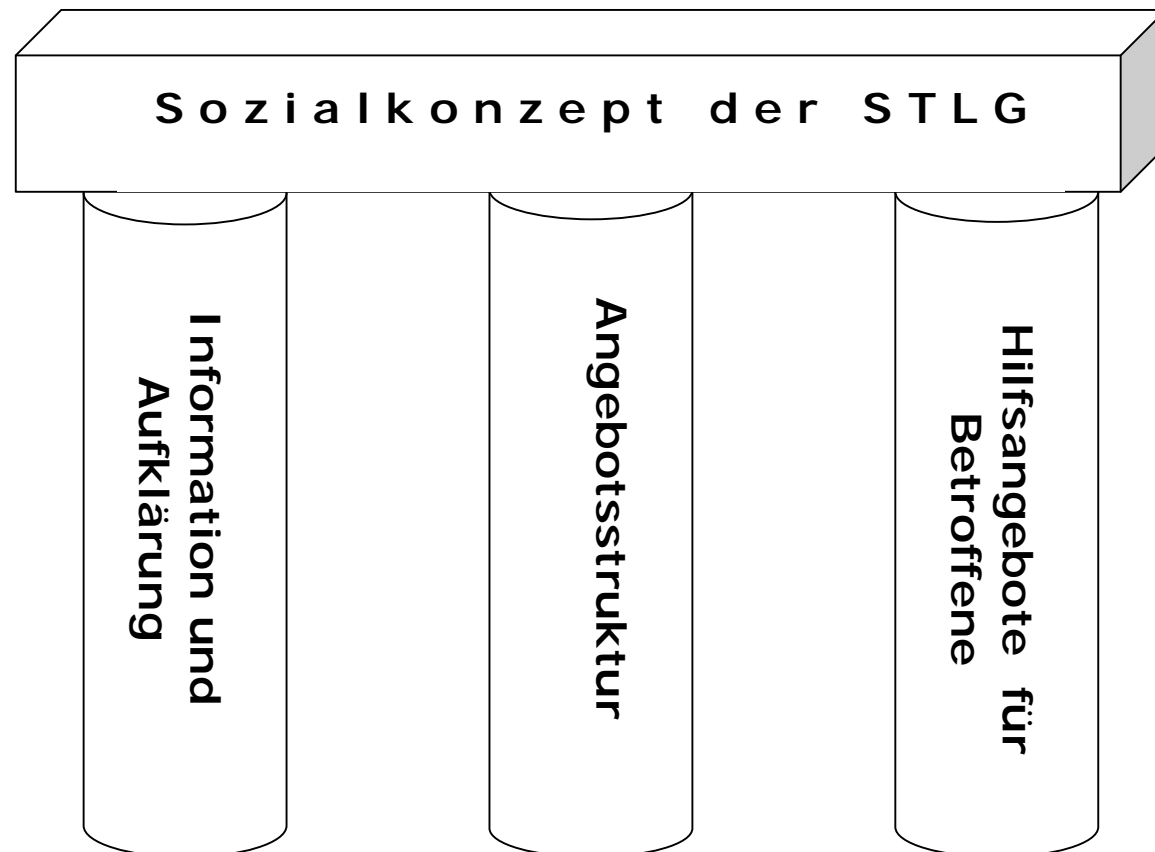 Sozialkonzept der STLG
Information und
Aufklärung
Angebotsstruktur
Hilfsangebote für
Betroffene